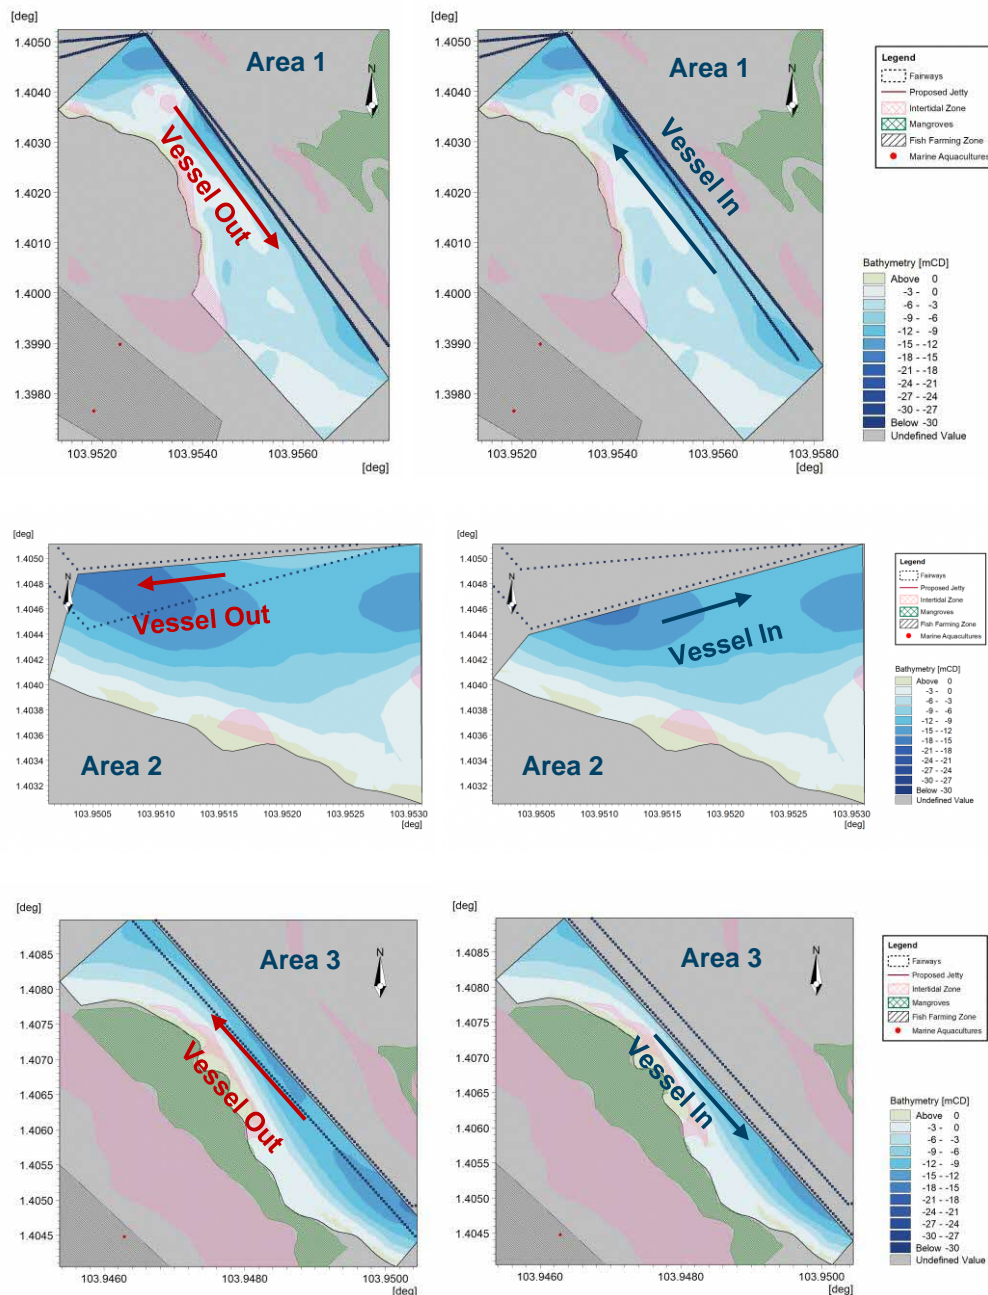 [deg]
1.4050
1.4040
1.4030
1.4020
1.4010
1.4000
1.3990
1.3980
Area 1
N
Vessel Out
103.9520
103.9540
103.9560
[deg]
[deg]
1.4050
1.4040
1.4030
1.4020
1.4010
1.4000
1.3990
1.3980
Area 1
N
Vessel In
103.9520
103.9540
103.9560
103.9580
[deg]
Legend
Fairways
Proposed Jetty
Intertidal Zone
Mangroves
Fish Farming Zone
Marine Aquacultures
Bathymetry [mCD]
Above 0
-3 - 0
-6 - -3
-9 - -6
-12 - -9
-15 - -12
-18 - -15
-21 - -18
-24 - -21
-27 - -24
-30 - -27
Below -30
Undefined Value
[deg]
1.4050
1.4048
1.4046
1.4044
1.4042
1.4040
1.4038
1.4036
1.4034
1.4032
N
Vessel Out
Area 2
103.9505
103.9510
103.9515
103.9520
103.9525
103.9530
[deg]
[deg]
1.4050
1.4048
1.4046
1.4044
1.4042
1.4040
1.4038
1.4036
1.4034
1.4032
N
Vessel In
Area 2
103.9505
103.9510
103.9515
103.9520
103.9525
103.9530
[deg]
Legend
Fairways
Proposed Jetty
Intertidal Zone
Mangroves
Fish Farming Zone
Marine Aquacultures
Bathymetry [mCD]
Above 0
-3 - 0
-6 - -3
-9 - -6
-12 - -9
-15 - -12
-18 - -15
-21 - -18
-24 - -21
-27 - -24
-30 - -27
Below -30
Undefined Value
[deg]
1.4085
1.4080
1.4075
1.4070
1.4065
1.4060
1.4055
1.4050
1.4045
Area 3
N
Vessel Out
103.9460
103.9480
103.9500
[deg]
[deg]
1.4085
1.4080
1.4075
1.4070
1.4065
1.4060
1.4055
1.4050
1.4045
Area 3
N
Vessel In
103.9460
103.9480
103.9500
[deg]
Legend
Fairways
Proposed Jetty
Intertidal Zone
Mangroves
Fish Farming Zone
Marine Aquacultures
Bathymetry [mCD]
Above 0
-3 - 0
-6 - -3
-9 - -6
-12 - -9
-15 - -12
-18 - -15
-21 - -18
-24 - -21
-27 - -24
-30 - -27
Below -30
Undefined Value